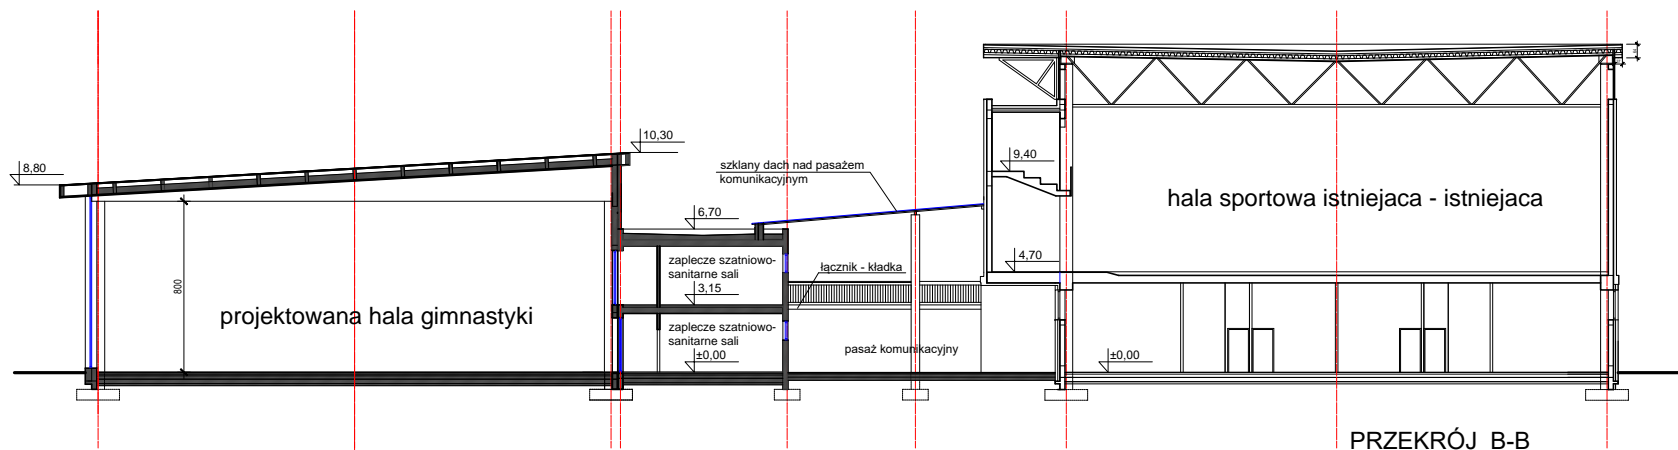 8,80
10,30
szklany dach nad pasażem
komunikacyjnym
9,40
hala sportowa istniejaca - istniejaca
6,70
zaplecze szatniowo-
sanitarne sali
łącznik - kładka
4,70
800
3,15
projektowana hala gimnastyki
zaplecze szatniowo-
sanitarne sali
±0,00
pasaż komunikacyjny
±0,00
PRZEKRÓJ B-B